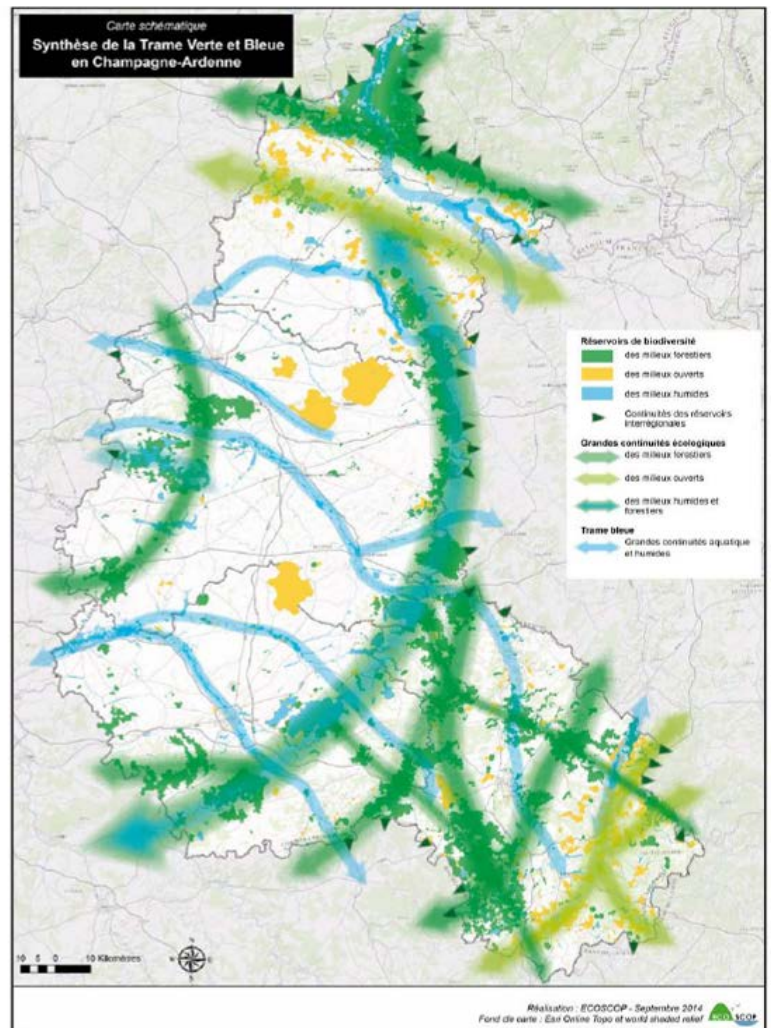 Carte schématique
Synthèse de la Trame Verte et Bleue
en Champagne-Ardenne
Réservoirs de biodiversité
des milieux forestiers
des milieux ouverts
des milieux humides
Continuités des réservoirs
interrégionales
Grandes continuités écologiques
des milieux forestiers
des milieux ouverts
des milieux humides et
forestiers
Trame bleue
Grandes continuités aquatique
et humides
10 5 0 10 Kilomètres
Réalisation : ECOSCOP - Septembre 2014
Fond de carte : Esri Online Topo et world shaded relief
ECO SCOP